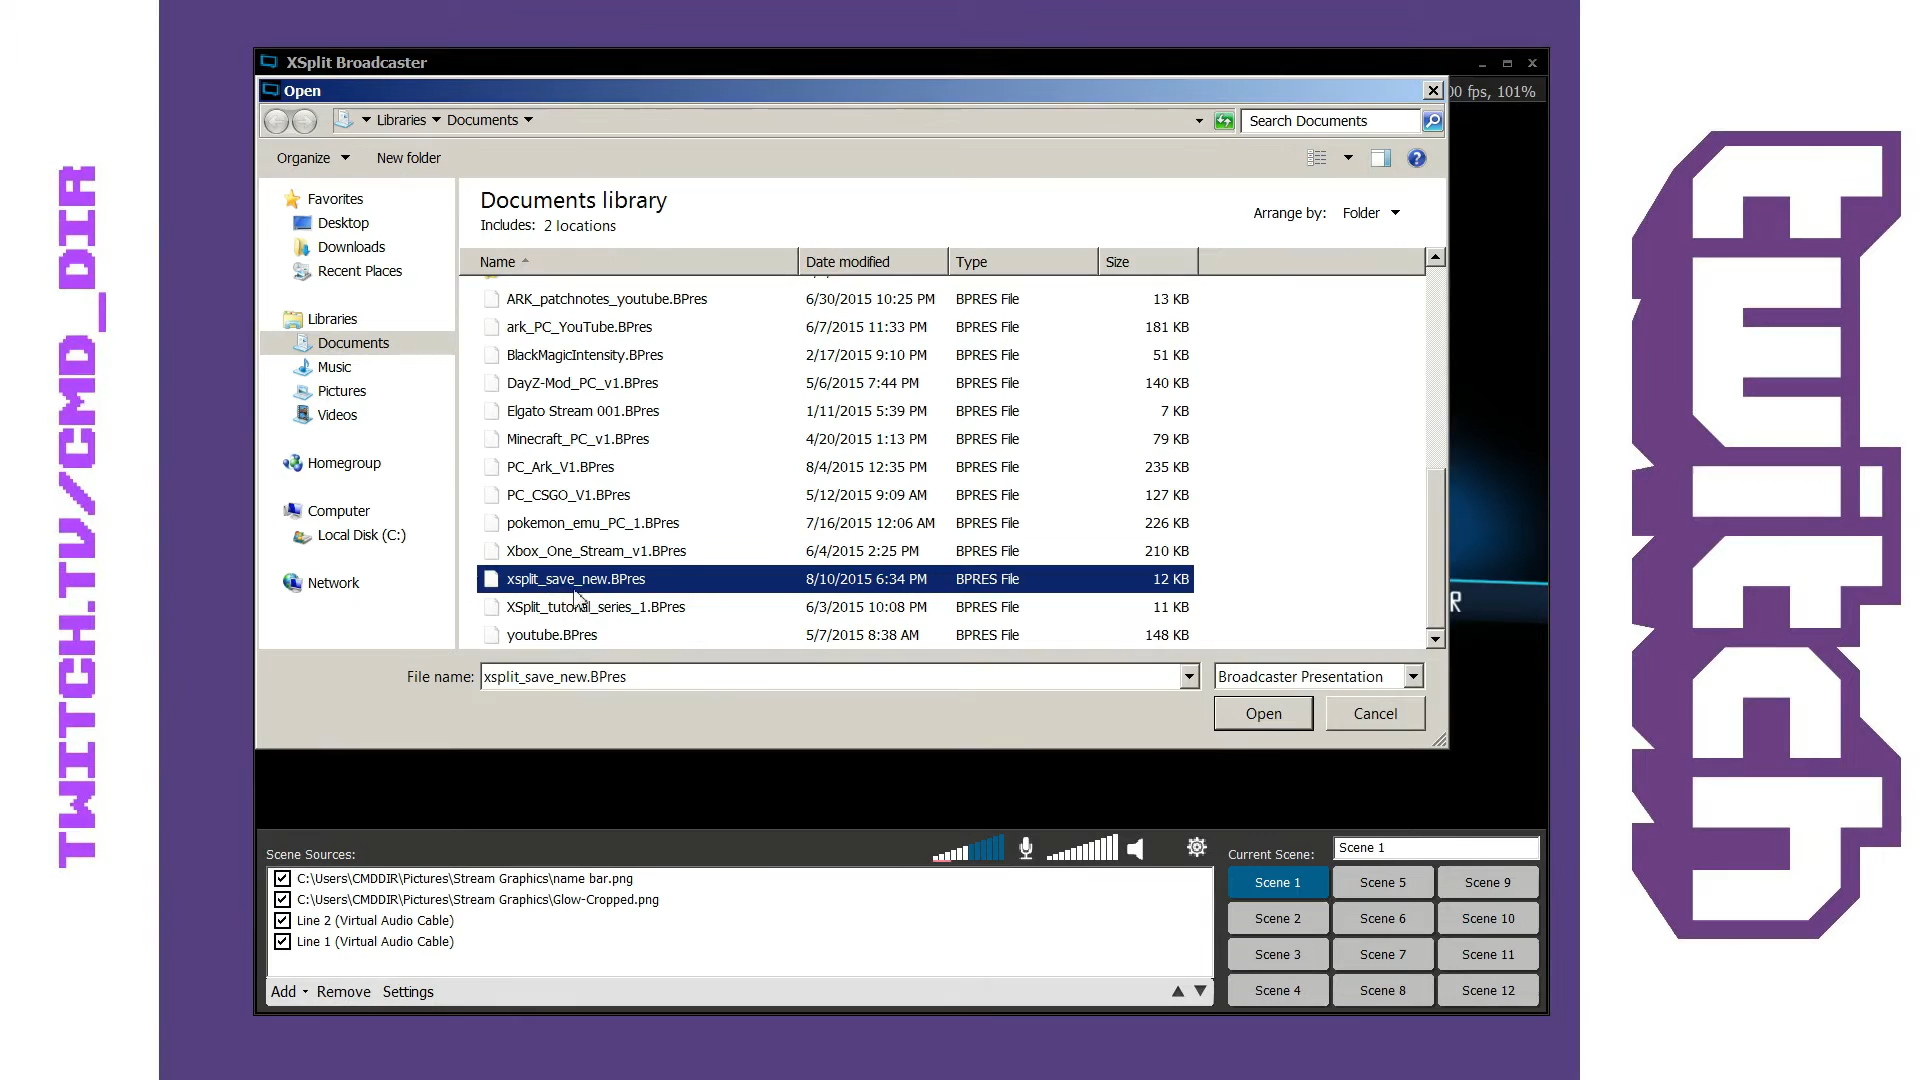 TWITCH.TV/CMD_DIR
XSplit Broadcaster
Open
00 fps, 101%
Libraries
Documents
Search Documents
Organize
New folder
Favorites
Desktop
Downloads
Recent Places
Libraries
Documents
Music
Pictures
Videos
Homegroup
Computer
Local Disk (C:)
Network
Documents library
Includes: 2 locations
Arrange by: Folder
Name Date modified Type Size
ARK_patchnotes_youtube.BPres 6/30/2015 10:25 PM BPRES File 13 KB
ark_PC_YouTube.BPres 6/7/2015 11:33 PM BPRES File 181 KB
BlackMagicIntensity.BPres 2/17/2015 9:10 PM BPRES File 51 KB
DayZ-Mod_PC_v1.BPres 5/6/2015 7:44 PM BPRES File 140 KB
Elgato Stream 001.BPres 1/11/2015 5:39 PM BPRES File 7 KB
Minecraft_PC_v1.BPres 4/20/2015 1:13 PM BPRES File 79 KB
PC_Ark_V1.BPres 8/4/2015 12:35 PM BPRES File 235 KB
PC_CSGO_V1.BPres 5/12/2015 9:09 AM BPRES File 127 KB
pokemon_emu_PC_1.BPres 7/16/2015 12:06 AM BPRES File 226 KB
Xbox_One_Stream_v1.BPres 6/4/2015 2:25 PM BPRES File 210 KB
xsplit_save_new.BPres 8/10/2015 6:34 PM BPRES File 12 KB
XSplit_tutorial_series_1.BPres 6/3/2015 10:08 PM BPRES File 11 KB
youtube.BPres 5/7/2015 8:38 AM BPRES File 148 KB
File name: xsplit_save_new.BPres
Broadcaster Presentation
Open
Cancel
R
Scene Sources:
C:\Users\CMDDIR\Pictures\Stream Graphics\name bar.png
C:\Users\CMDDIR\Pictures\Stream Graphics\Glow-Cropped.png
Line 2 (Virtual Audio Cable)
Line 1 (Virtual Audio Cable)
Add
Remove
Settings
Current Scene: Scene 1
Scene 1 Scene 5 Scene 9
Scene 2 Scene 6 Scene 10
Scene 3 Scene 7 Scene 11
Scene 4 Scene 8 Scene 12
twitch